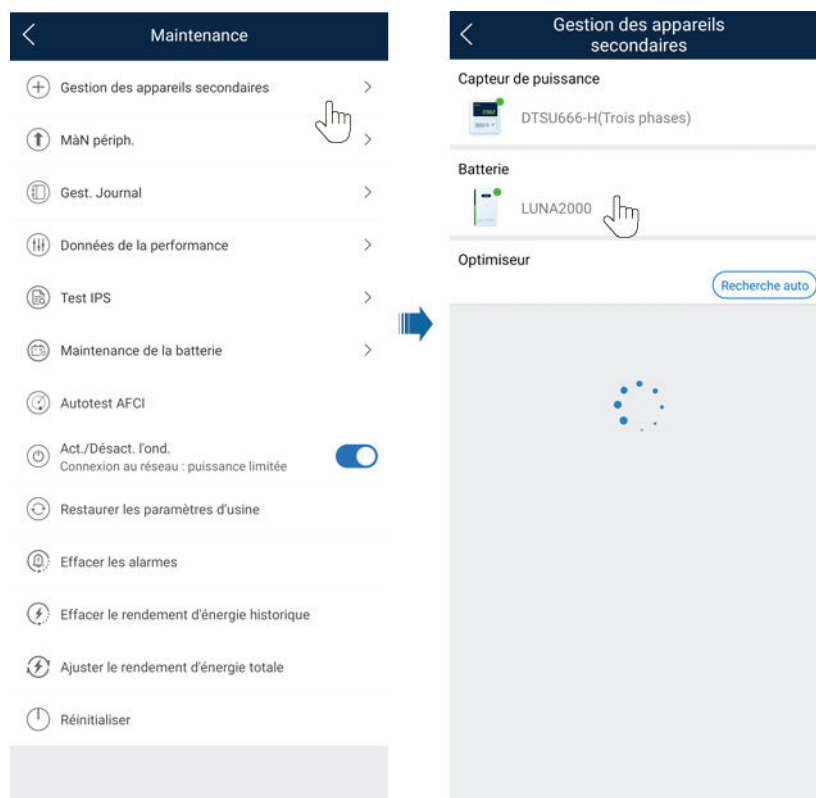 Maintenance
Gestion des appareils secondaires
MàN périph.
Gest. Journal
Données de la performance
Test IPS
Maintenance de la batterie
Autotest AFCI
Act./Désact. l'ond.
Connexion au réseau : puissance limitée
Restaurer les paramètres d'usine
Effacer les alarmes
Effacer le rendement d'énergie historique
Ajuster le rendement d'énergie totale
Réinitialiser
Gestion des appareils
secondaires
Capteur de puissance
DTSU666-H(Trois phases)
Batterie
LUNA2000
Optimiseur
Recherche auto